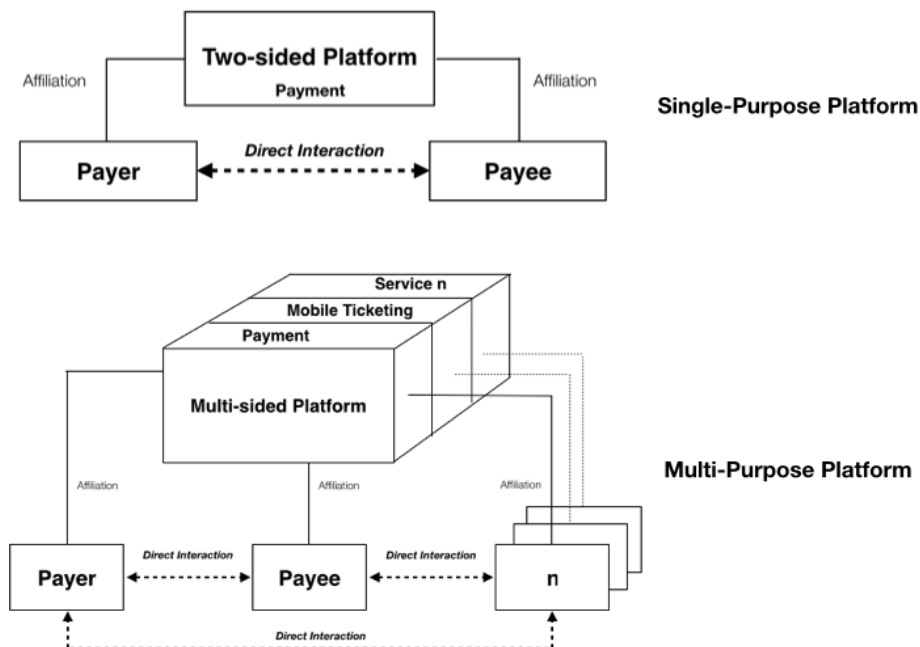 Two-sided Platform
Payment
Affiliation
Affiliation
Single-Purpose Platform
Direct Interaction
Payer
Payee
Service n
Mobile Ticketing
Payment
Multi-sided Platform
Multi-Purpose Platform
Affiliation
Affiliation
Affiliation
Direct Interaction
Direct Interaction
Payer
Payee
n
Direct Interaction